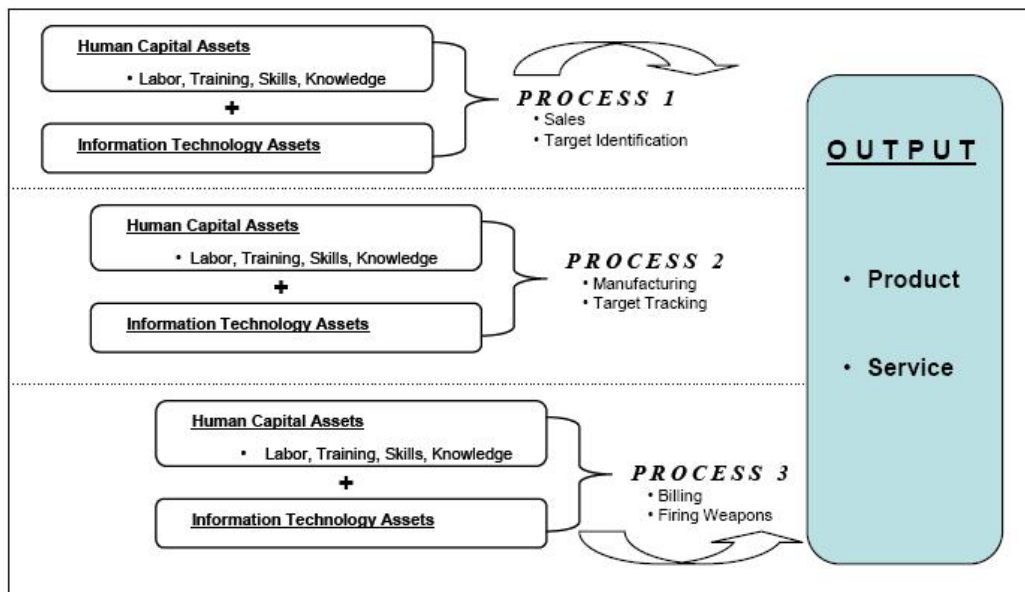 Human Capital Assets
• Labor, Training, Skills, Knowledge
+
Information Technology Assets
PROCESS 1
• Sales
• Target Identification
Human Capital Assets
• Labor, Training, Skills, Knowledge
+
Information Technology Assets
PROCESS 2
• Manufacturing
• Target Tracking
Human Capital Assets
• Labor, Training, Skills, Knowledge
+
Information Technology Assets
PROCESS 3
• Billing
• Firing Weapons
OUTPUT
• Product
• Service